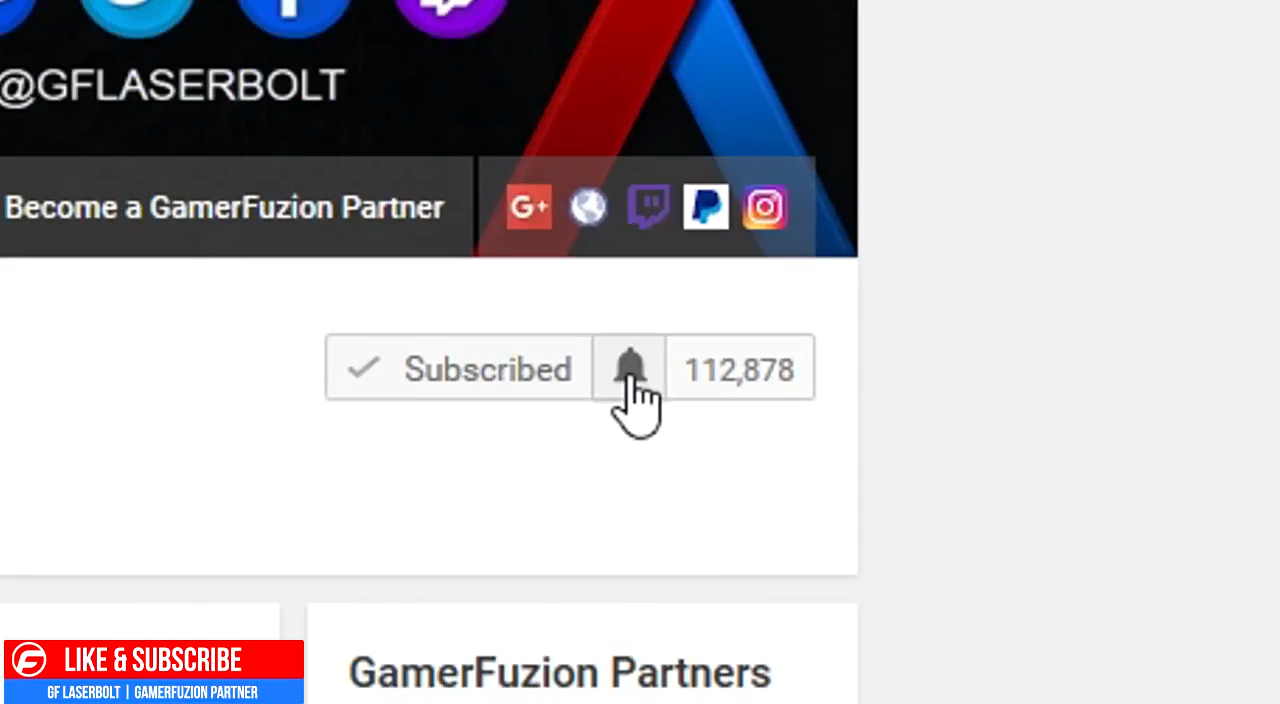 @GFLASERBOLT
Become a GamerFuzion Partner
G+
Subscribed 112,878
GamerFuzion Partners
LIKE & SUBSCRIBE
GF LASERBOLT | GAMERFUZION PARTNER